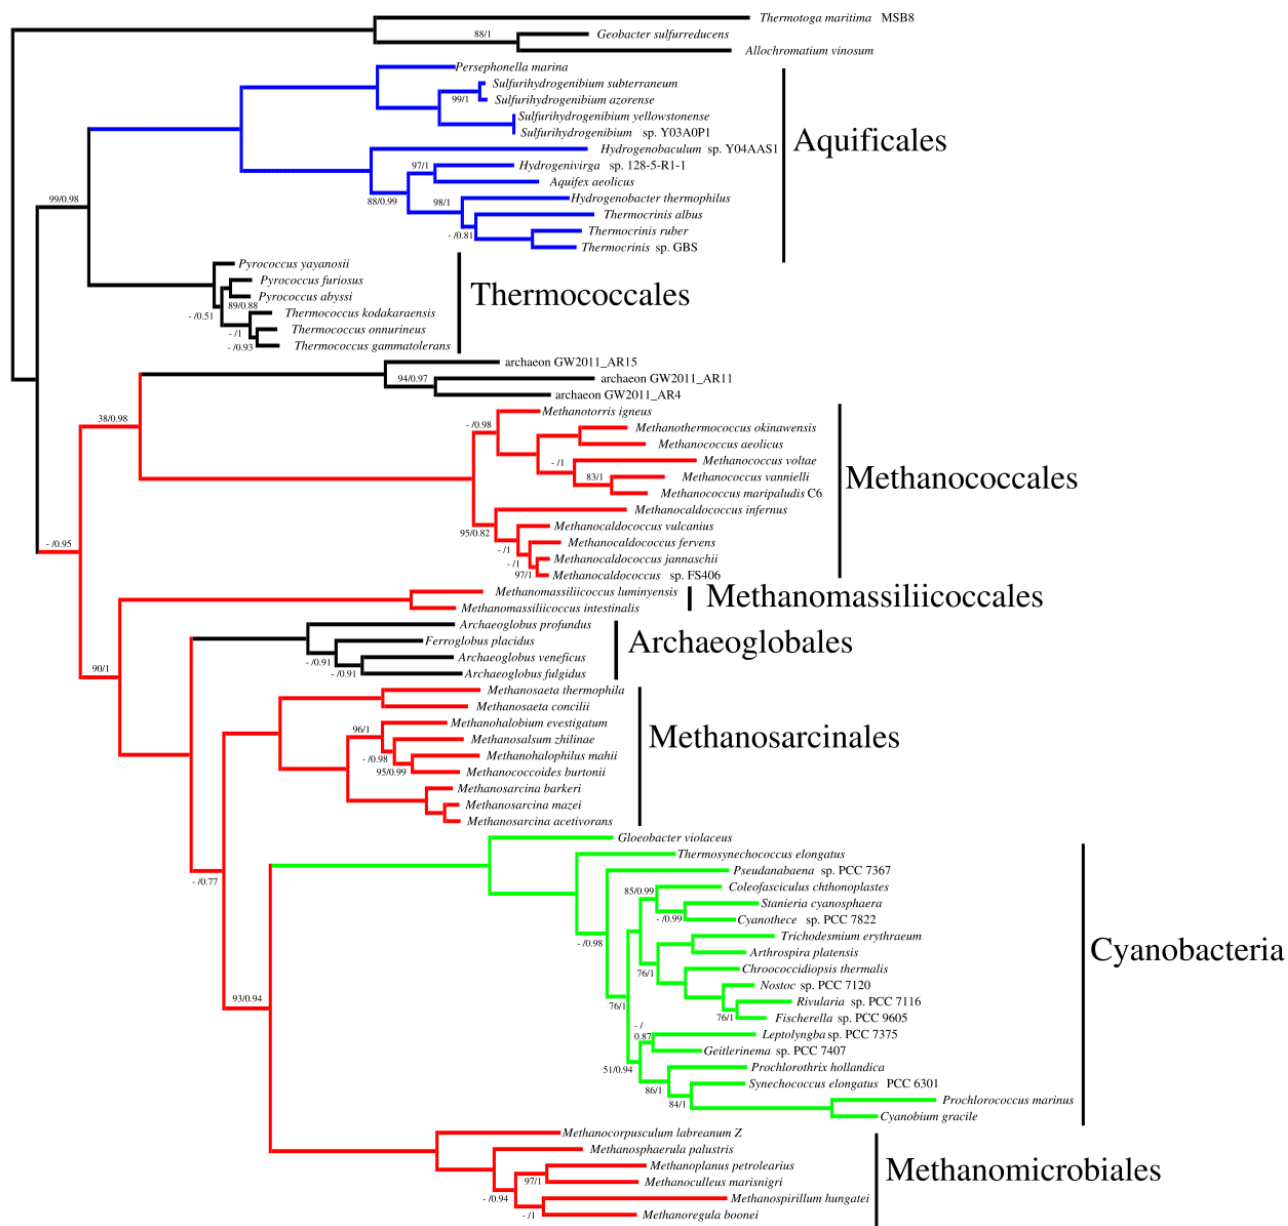 Thermotoga maritima MSB8
88/1
Geobacter sulfurreducens
Allochromatium vinosum
Persephonella marina
Sulfurihydrogenibium subterraneum
99/1
Sulfurihydrogenibium azorense
Sulfurihydrogenibium yellowstonense
Sulfurihydrogenibium sp. Y03A0P1
Aquificales
Hydrogenobaculum sp. Y04AAS1
97/1
Hydrogenivirga sp. 128-5-R1-1
Aquifex aeolicus
88/0.99
99/0.98
98/1
Hydrogenobacter thermophilus
Thermocrinis albus
- /0.81
Thermocrinis ruber
Thermocrinis sp. GBS
Pyrococcus yayanosii
Pyrococcus furiosus
89/0.88
Pyrococcus abyssi
Thermococcales
- /0.51
Thermococcus kodakaraensis
- /1
Thermococcus onnurineus
- /0.93
Thermococcus gammatolerans
archaeon GW2011_AR15
94/0.97
archaeon GW2011_AR11
archaeon GW2011_AR4
38/0.98
Methanotorris igneus
- /0.98
Methanothermococcus okinawensis
Methanococcus aeolicus
- /1
Methanococcus voltae
83/1
Methanococcus vannielli
Methanococcus maripaludis C6
Methanococcales
Methanocaldococcus infernus
95/0.82
Methanocaldococcus vulcanius
- /1
Methanocaldococcus fervens
- /1
Methanocaldococcus jannaschii
97/1
Methanocaldococcus sp. FS406
- /0.95
Methanomassiliicoccus luminyensis
Methanomassiliicoccus intestinalis
Methanomassiliicoccales
Archaeoglobus profundus
Ferroglobus placidus
- /0.91
Archaeoglobus veneficus
- /0.91
Archaeoglobus fulgidus
Archaeoglobales
90/1
Methanosaeta thermophila
Methanosaeta concilii
Methanohalobium evestigatum
96/1
Methanosalsum zhilinae
- /0.98
Methanohalophilus mahii
95/0.99
Methanococcoides burtonii
Methanosarcinales
Methanosarcina barkeri
Methanosarcina mazei
Methanosarcina acetivorans
- /0.77
Gloeobacter violaceus
Thermosynechococcus elongatus
Pseudanabaena sp. PCC 7367
85/0.99
Coleofasciculus chthonoplastes
Stanieria cyanosphaera
- /0.99
Cyanothece sp. PCC 7822
- /0.98
Trichodesmium erythraeum
Arthrospira platensis
Cyanobacteria
76/1
Chroococcidiopsis thermalis
Nostoc sp. PCC 7120
76/1
Rivularia sp. PCC 7116
76/1
Fischerella sp. PCC 9605
93/0.94
- /
0.87
Leptolyngba sp. PCC 7375
Geitlerinema sp. PCC 7407
51/0.94
Prochlorothrix hollandica
86/1
Synechococcus elongatus PCC 6301
84/1
Prochlorococcus marinus
Cyanobium gracile
Methanocorpusculum labreanum Z
Methanosphaerula palustris
Methanoplanus petrolearius
97/1
Methanoculleus marisnigri
- /0.94
Methanospirillum hungatei
- /1
Methanoregula boonei
Methanomicrobiales